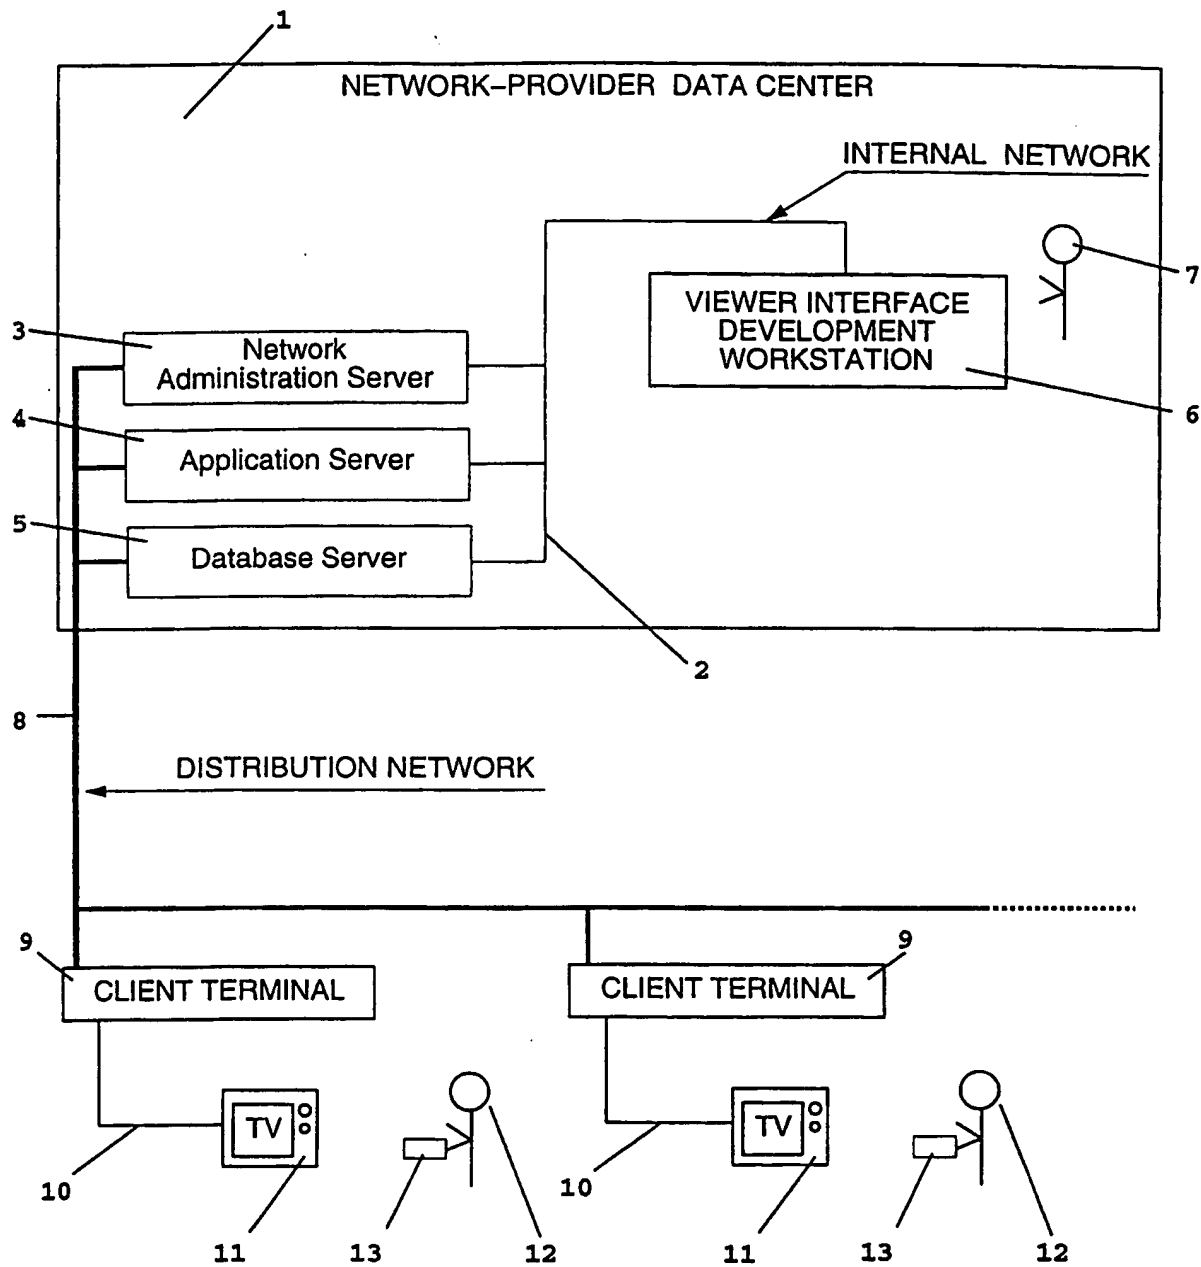 1
NETWORK–PROVIDER DATA CENTER
INTERNAL NETWORK
7
VIEWER INTERFACE
DEVELOPMENT
WORKSTATION
3
Network
Administration Server
6
4
Application Server
5
Database Server
2
8
DISTRIBUTION NETWORK
9
9
CLIENT TERMINAL
CLIENT TERMINAL
TV
TV
10
10
11
13
12
11
13
12